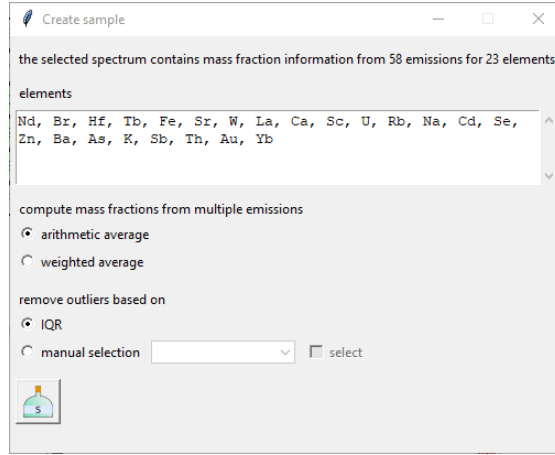 Create sample
the selected spectrum contains mass fraction information from 58 emissions for 23 elements
elements
Nd, Br, Hf, Tb, Fe, Sr, W, La, Ca, Sc, U, Rb, Na, Cd, Se,
Zn, Ba, As, K, Sb, Th, Au, Yb
compute mass fractions from multiple emissions
arithmetic average
weighted average
remove outliers based on
IQR
manual selection select
S